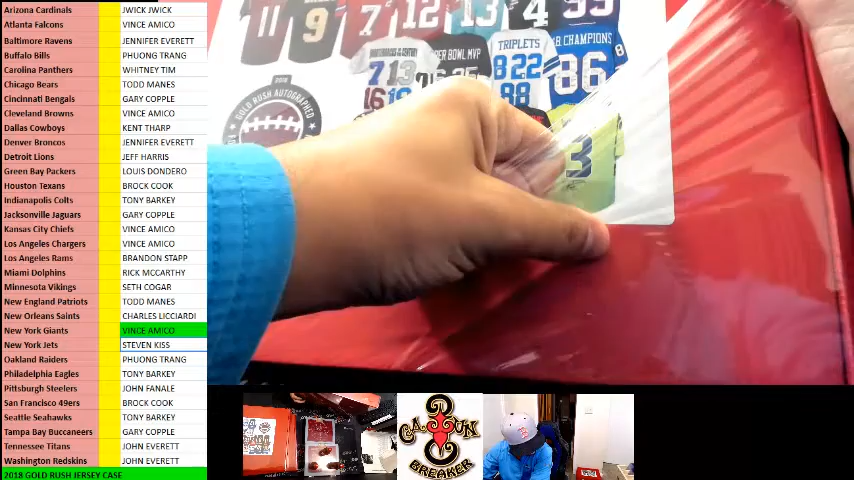 Arizona Cardinals JWICK JWICK
Atlanta Falcons VINCE AMICO
Baltimore Ravens JENNIFER EVERETT
Buffalo Bills PHUONG TRANG
Carolina Panthers WHITNEY TIM
Chicago Bears TODD MANES
Cincinnati Bengals GARY COPPLE
Cleveland Browns VINCE AMICO
Dallas Cowboys KENT THARP
Denver Broncos JENNIFER EVERETT
Detroit Lions JEFF HARRIS
Green Bay Packers LOUIS DONDERO
Houston Texans BROCK COOK
Indianapolis Colts TONY BARKEY
Jacksonville Jaguars GARY COPPLE
Kansas City Chiefs VINCE AMICO
Los Angeles Chargers VINCE AMICO
Los Angeles Rams BRANDON STAPP
Miami Dolphins RICK MCCARTHY
Minnesota Vikings SETH COGAR
New England Patriots TODD MANES
New Orleans Saints CHARLES LICCIARDI
New York Giants VINCE AMICO
New York Jets STEVEN KISS
Oakland Raiders PHUONG TRANG
Philadelphia Eagles TONY BARKEY
Pittsburgh Steelers JOHN FANALE
San Francisco 49ers BROCK COOK
Seattle Seahawks TONY BARKEY
Tampa Bay Buccaneers GARY COPPLE
Tennessee Titans JOHN EVERETT
Washington Redskins JOHN EVERETT
2018 GOLD RUSH JERSEY CASE
11 9 7 12 13 4 99
SUPER BOWL MVP
TRIPLETS
CHAMPIONS
7 13
8 22
86
16
88
3
GOLD RUSH AUTOGRAPHED
CAJUN
BREAKER